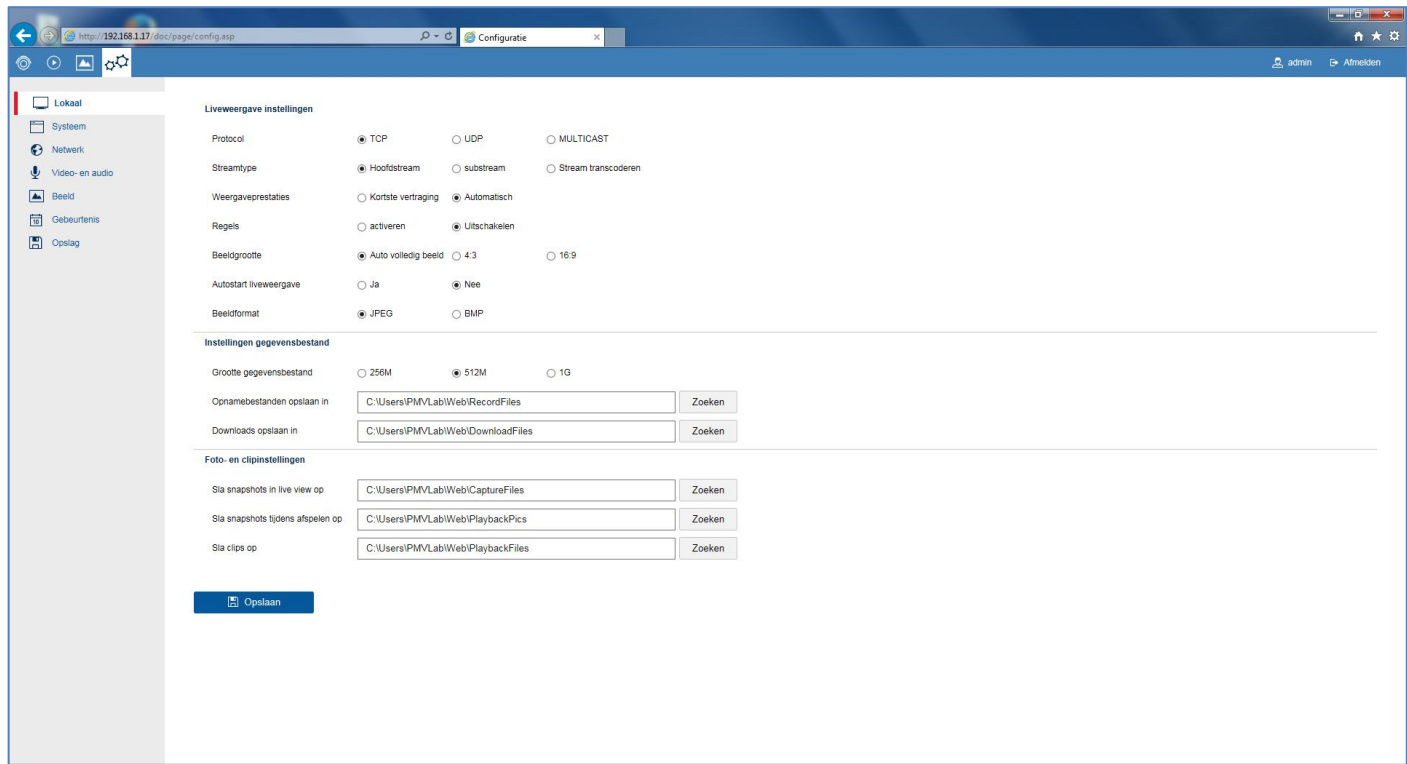 http://192.168.1.17/doc/page/config.asp
Configuratie
admin Afmelden
Lokaal
Systeem
Netwerk
Video- en audio
Beeld
10 Gebeurtenis
Opslag
Liveweergave instellingen
Protocol TCP UDP MULTICAST
Streamtype Hoofdstream substream Stream transcoderen
Weergaveprestaties Kortste vertraging Automatisch
Regels activeren Uitschakelen
Beeldgrootte Auto volledig beeld 4:3 16:9
Autostart liveweergave Ja Nee
Beeldformat JPEG BMP
Instellingen gegevensbestand
Grootte gegevensbestand 256M 512M 1G
Opnamebestanden opslaan in C:\Users\PMVLab\Web\RecordFiles Zoeken
Downloads opslaan in C:\Users\PMVLab\Web\DownloadFiles Zoeken
Foto- en clipinstellingen
Sla snapshots in live view op C:\Users\PMVLab\Web\CaptureFiles Zoeken
Sla snapshots tijdens afspelen op C:\Users\PMVLab\Web\PlaybackPics Zoeken
Sla clips op C:\Users\PMVLab\Web\PlaybackFiles Zoeken
Opslaan